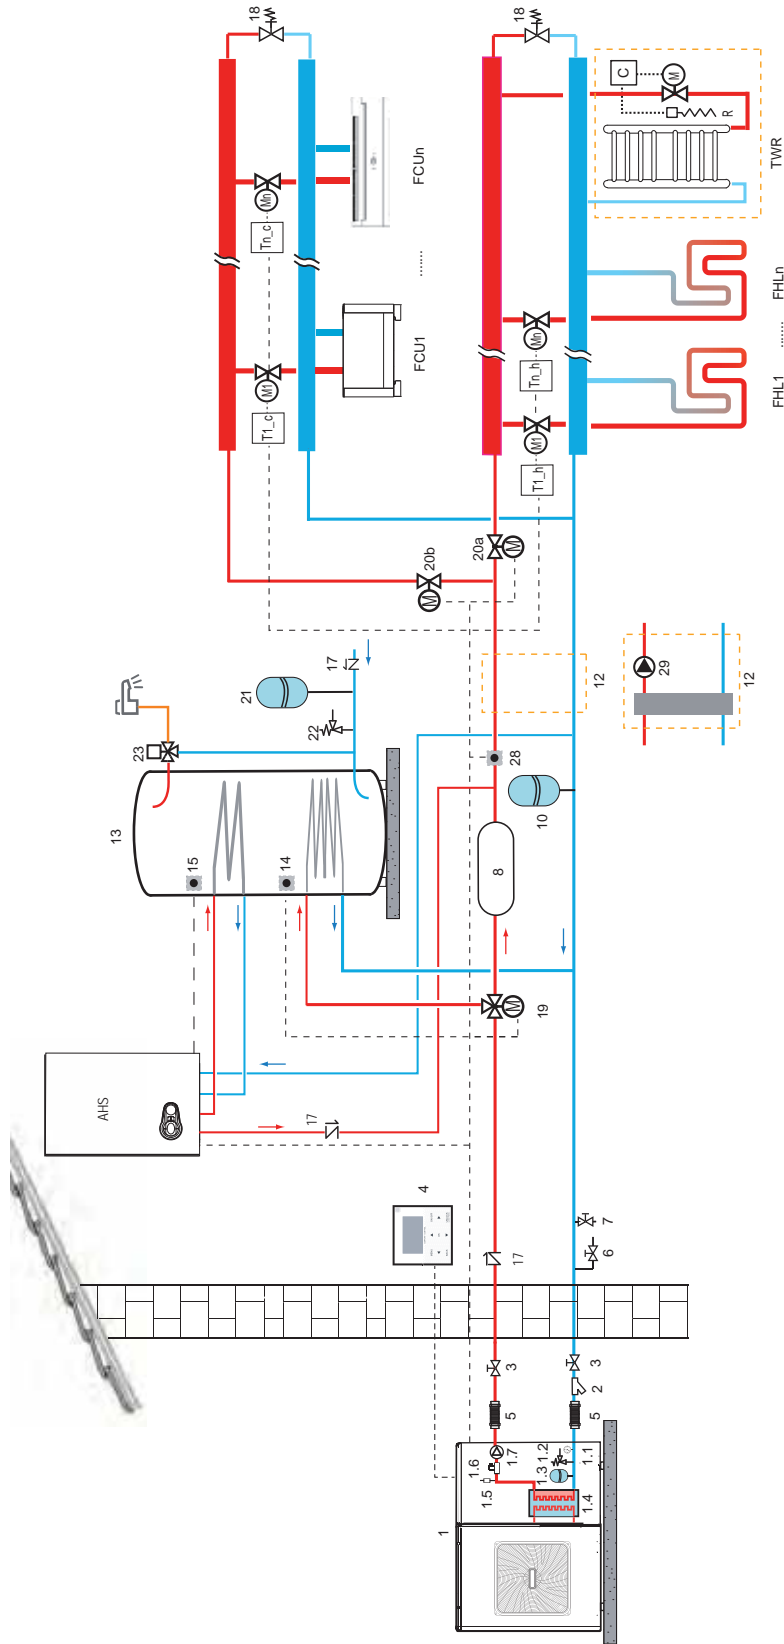 AHS
13
23
15
21
18
T1_c
M1
Tn_c
Mn
14
22
17
17
FCU1
........
FCUn
4
M
20b
1
1.6
20a
1.5
8
1.7
5
3
17
M
19
28
M
18
T1_h
M1
Tn_h
Mn
1.3
1.2
10
1.4
1.1
5
2
3
6
7
12
C
M
R
29
12
FHL1
........
FHLn
TWR